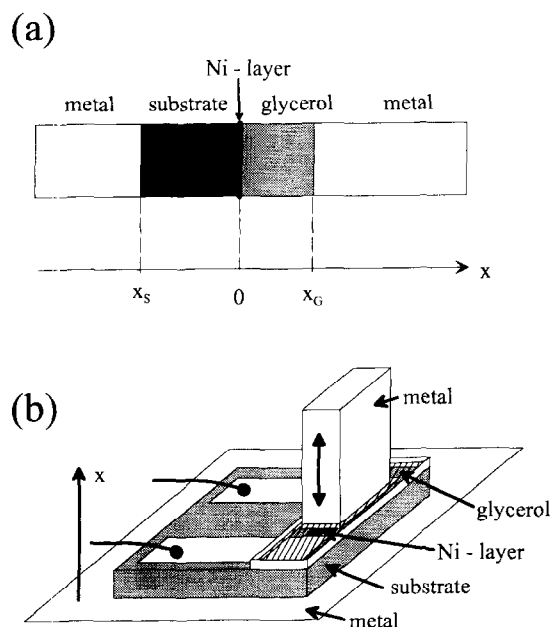 (a)
Ni - layer
metal substrate glycerol metal
x_S 0 x_G x
(b)
x
metal
glycerol
Ni - layer
substrate
metal